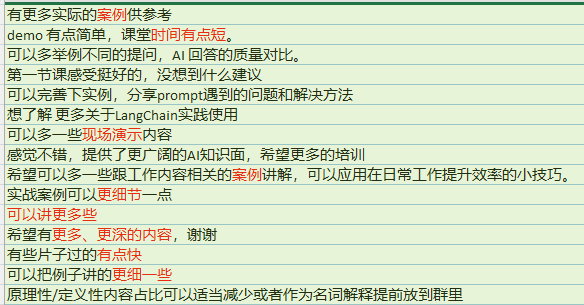 有更多实际的案例供参考
demo 有点简单，课堂时间有点短。
可以多举例不同的提问，AI 回答的质量对比。
第一节课感受挺好的，没想到什么建议
可以完善下实例，分享prompt遇到的问题和解决方法
想了解 更多关于LangChain实践使用
可以多一些现场演示内容
感觉不错，提供了更广阔的AI知识面，希望更多的培训
希望可以多一些跟工作内容相关的案例讲解，可以应用在日常工作提升效率的小技巧。
实战案例可以更细节一点
可以讲更多些
希望有更多、更深的内容，谢谢
有些片子过的有点快
可以把例子讲的更细一些
原理性/定义性内容占比可以适当减少或者作为名词解释提前放到群里